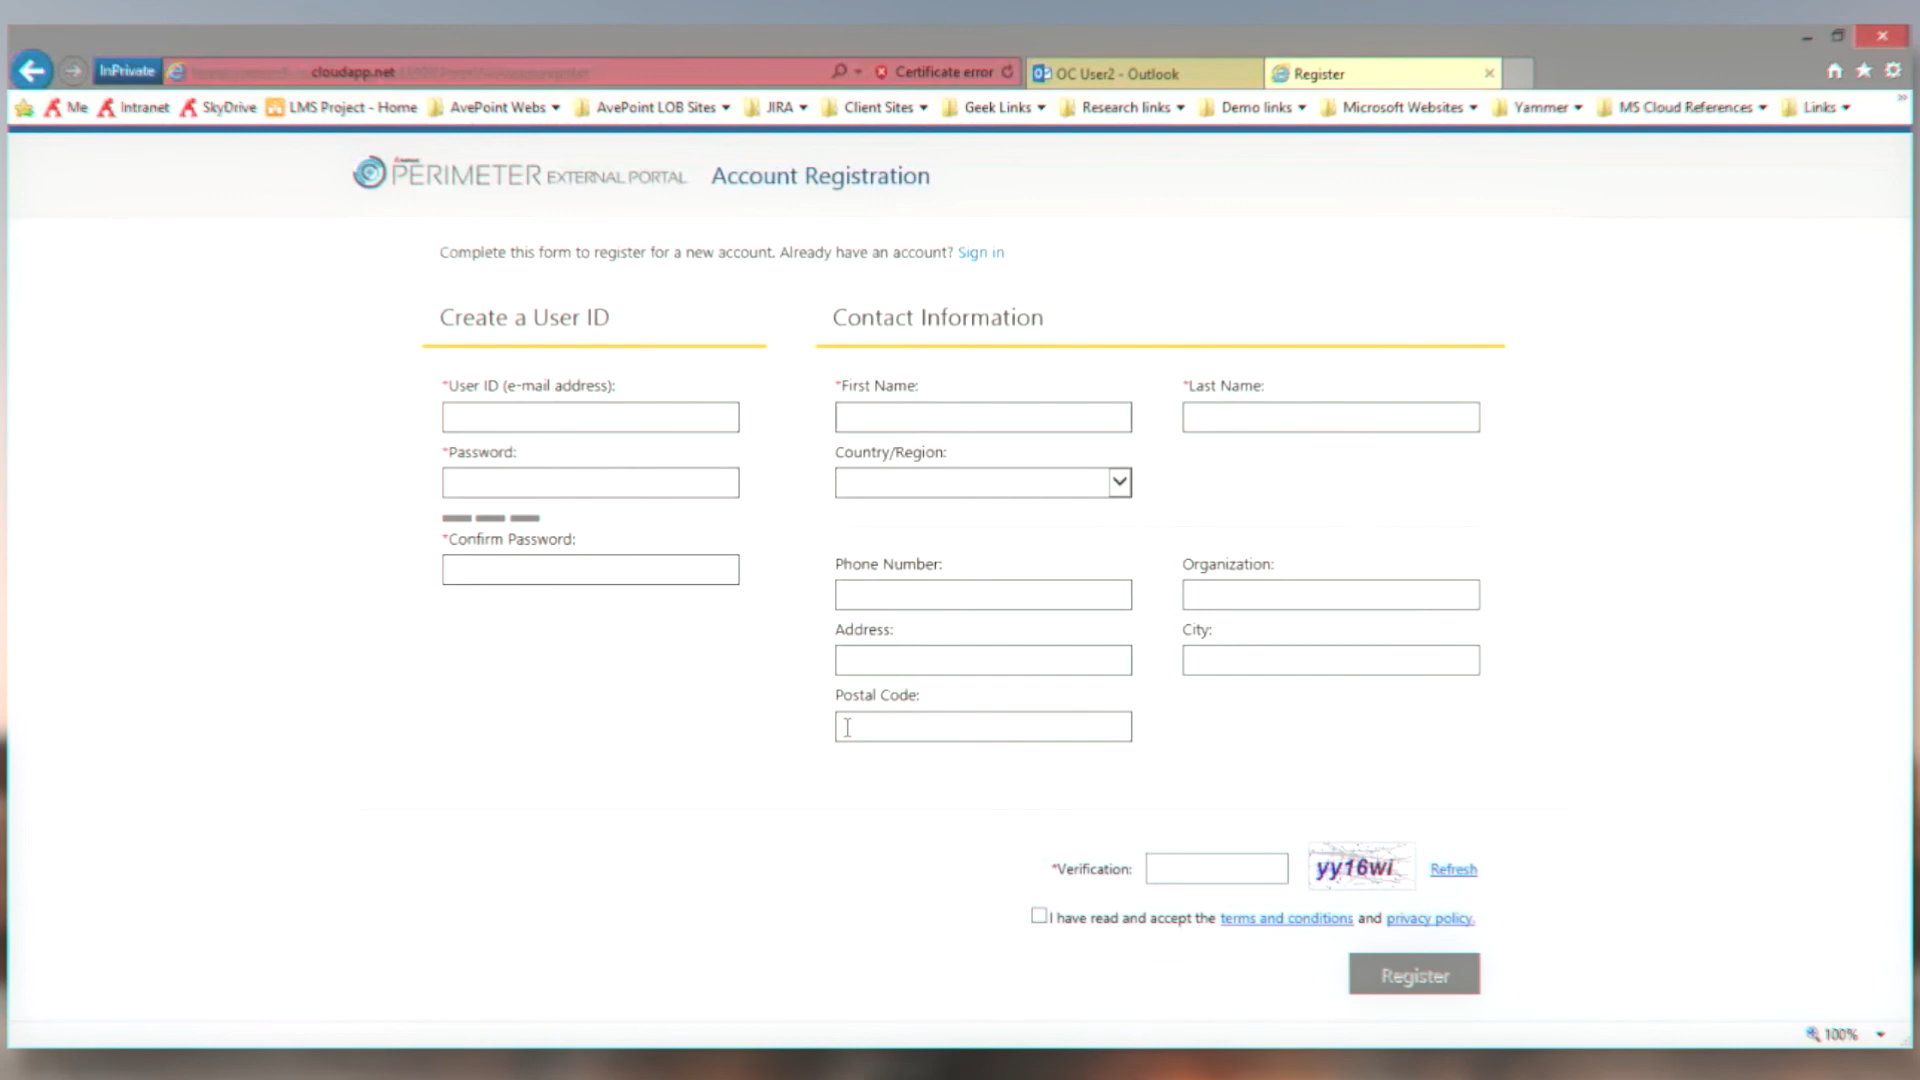 InPrivate cloudapp.net Certificate error OC User2 - Outlook Register
Me Intranet SkyDrive LMS Project - Home AvePoint Webs AvePoint LOB Sites JIRA Client Sites Geek Links Research links Demo links Microsoft Websites Yammer MS Cloud References Links
PERIMETER EXTERNAL PORTAL Account Registration
Complete this form to register for a new account. Already have an account? Sign in
Create a User ID Contact Information
*User ID (e-mail address): *First Name: *Last Name:
*Password: Country/Region:
*Confirm Password:
Phone Number: Organization:
Address: City:
Postal Code:
*Verification: yy16wi Refresh
I have read and accept the terms and conditions and privacy policy.
Register
100%